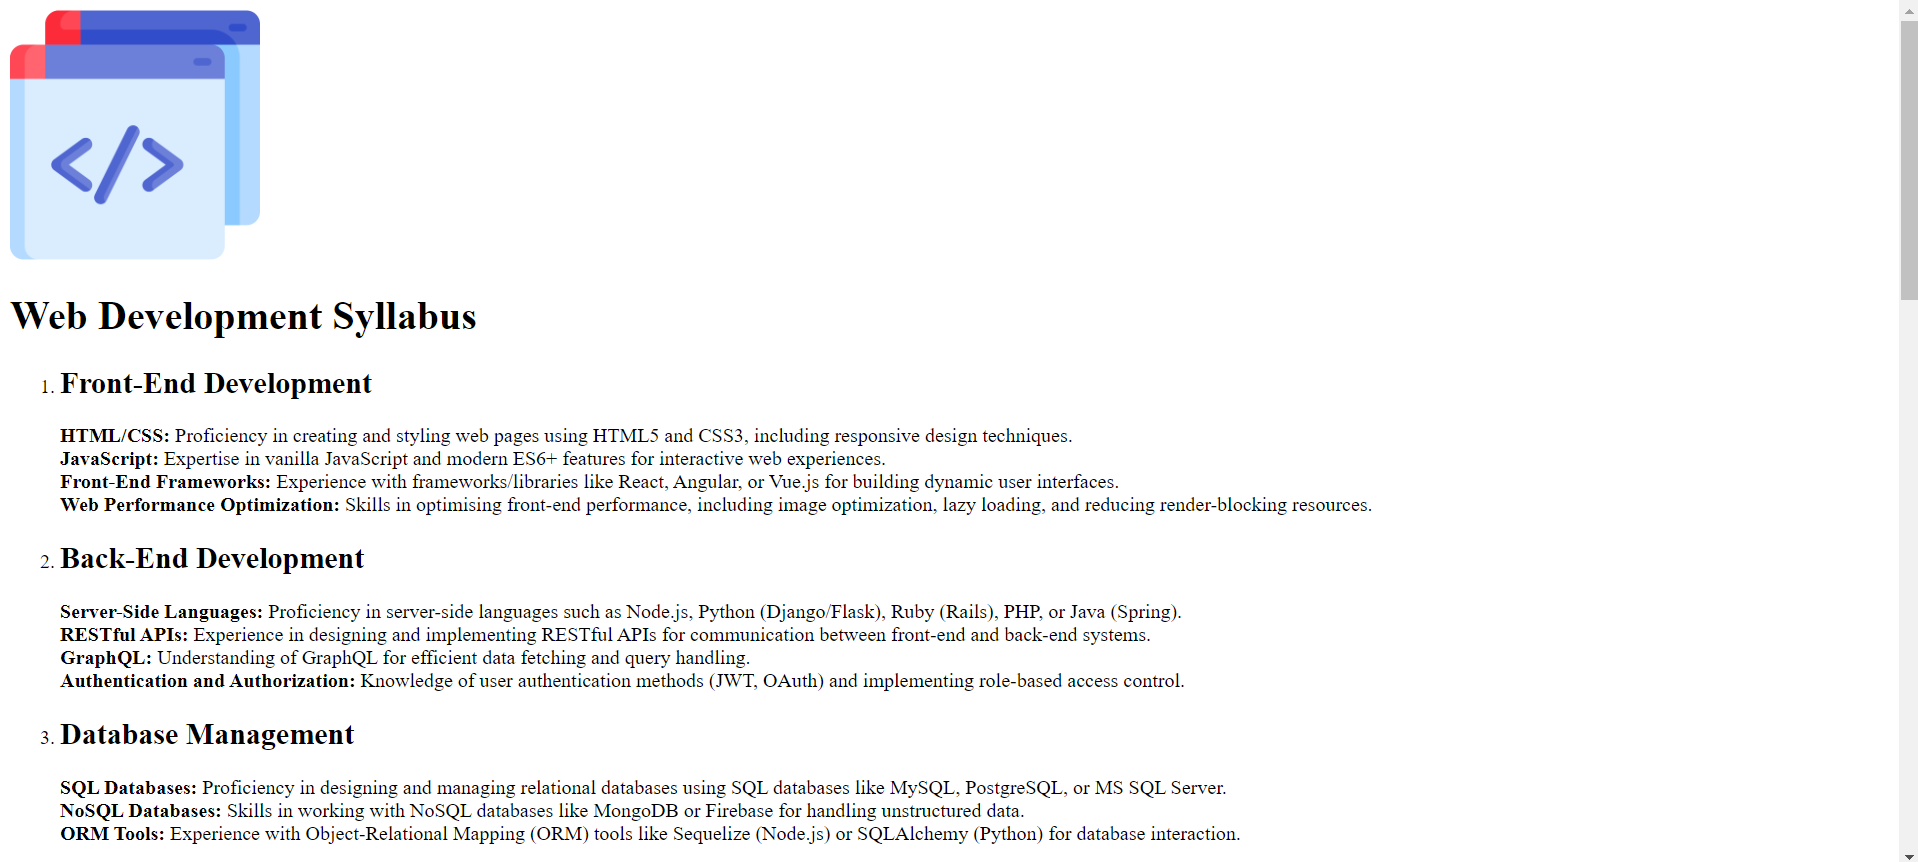 </>
Web Development Syllabus
1. Front-End Development
HTML/CSS: Proficiency in creating and styling web pages using HTML5 and CSS3, including responsive design techniques.
JavaScript: Expertise in vanilla JavaScript and modern ES6+ features for interactive web experiences.
Front-End Frameworks: Experience with frameworks/libraries like React, Angular, or Vue.js for building dynamic user interfaces.
Web Performance Optimization: Skills in optimising front-end performance, including image optimization, lazy loading, and reducing render-blocking resources.
2. Back-End Development
Server-Side Languages: Proficiency in server-side languages such as Node.js, Python (Django/Flask), Ruby (Rails), PHP, or Java (Spring).
RESTful APIs: Experience in designing and implementing RESTful APIs for communication between front-end and back-end systems.
GraphQL: Understanding of GraphQL for efficient data fetching and query handling.
Authentication and Authorization: Knowledge of user authentication methods (JWT, OAuth) and implementing role-based access control.
3. Database Management
SQL Databases: Proficiency in designing and managing relational databases using SQL databases like MySQL, PostgreSQL, or MS SQL Server.
NoSQL Databases: Skills in working with NoSQL databases like MongoDB or Firebase for handling unstructured data.
ORM Tools: Experience with Object-Relational Mapping (ORM) tools like Sequelize (Node.js) or SQLAlchemy (Python) for database interaction.